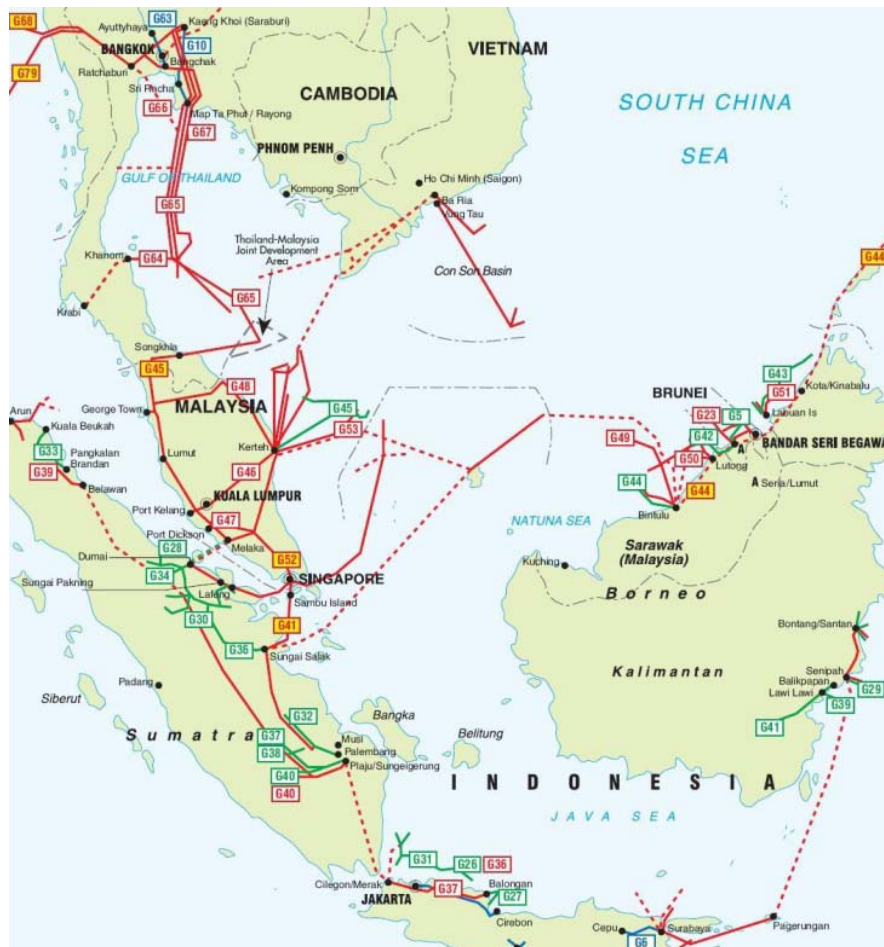 G68
G63
Kaeng Khoi (Saraburi)
Ayuttyhaya
G10
BANGKOK
Bangchak
G79
Ratchaburi
Sri Racha
Map Ta Phut / Rayong
G66
G67
VIETNAM
CAMBODIA
PHNOM PENH
SOUTH CHINA
SEA
GULF OF THAILAND
Kompong Som
Ho Chi Minh (Saigon)
Ba Ria
Vung Tau
G65
Thailand-Malaysia
Joint Development
Area
Khanom
G64
Con Son Basin
G44
G65
Krabi
Songkhla
G45
G48
G43
G51
Kota/Kinabalu
BRUNEI
George Town
MALAYSIA
G45
G53
G23
G5
Labuan Is
Arun
Kuala Beukah
G33
Pangkalan
Brandan
G39
Belawan
Kerteh
Lumut
G46
G49
G42
G50
A
BANDAR SERI BEGAWA
Lutong
A Seria/Lumut
G44
G44
Bintulu
KUALA LUMPUR
Port Kelang
G47
Port Dickson
Melaka
NATUNA SEA
Sarawak
(Malaysia)
Kuching
Borneo
Dumai
G28
G34
G52
SINGAPORE
Sungai Pakning
Lalang
Sambu Island
G30
G41
G36
Sungai Salak
Bontang/Santan
Kalimantan
Senipah
Balikpapan
Lawi Lawi
G29
G39
G41
Padang
Siberut
Sumatra
G32
G37
G38
G40
G40
Bangka
Musi
Palembang
Plaju/Sungeigerung
Belitung
INDONESIA
JAVA SEA
G31
G26
G36
Cilegon/Merak
G37
Balongan
G27
JAKARTA
Cirebon
Cepu
Surabaya
G6
Pagerungan